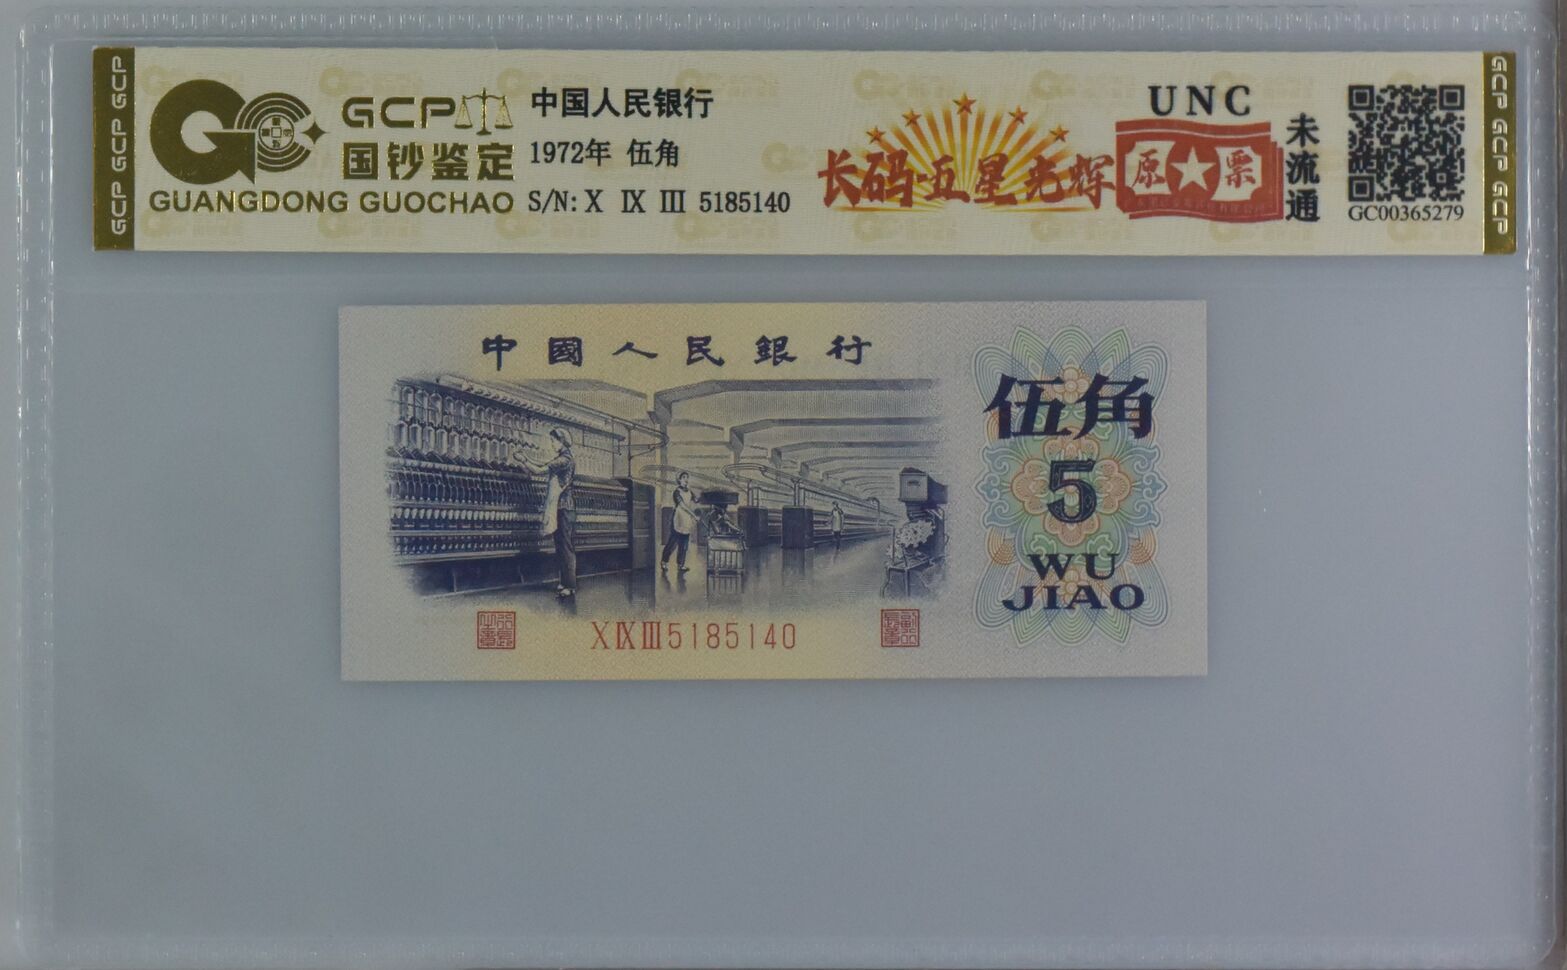 GCP GCP GCP
GCP
国钞鉴定
GUANGDONG GUOCHAO
中国人民银行
1972年 伍角
S/N: X IX III 5185140
长码-五星光辉
UNC
原★票
未流通
GC00365279
GCP GCP GCP
中國人民銀行
伍角
5
WU
JIAO
X IX III 5185140